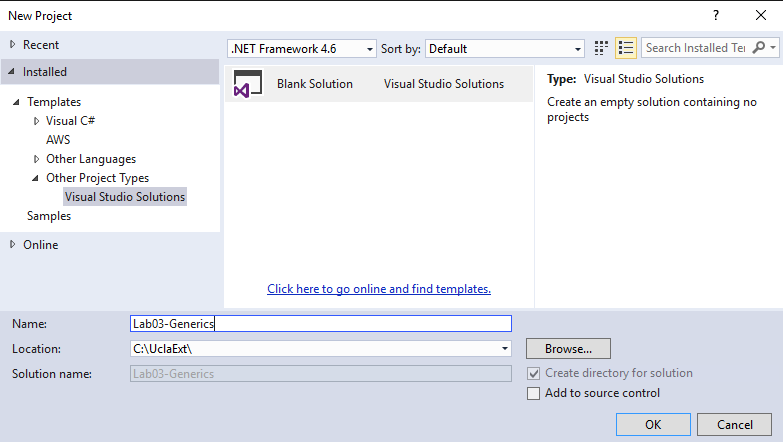 New Project
?
Recent
Installed
Templates
Visual C#
AWS
Other Languages
Other Project Types
Visual Studio Solutions
Samples
Online
.NET Framework 4.6
Sort by:
Default
Blank Solution
Visual Studio Solutions
Click here to go online and find templates.
Type: Visual Studio Solutions
Create an empty solution containing no
projects
Name:
Lab03-Generics
Location:
C:\UclaExt\
Browse...
Solution name:
Lab03-Generics
Create directory for solution
Add to source control
OK
Cancel